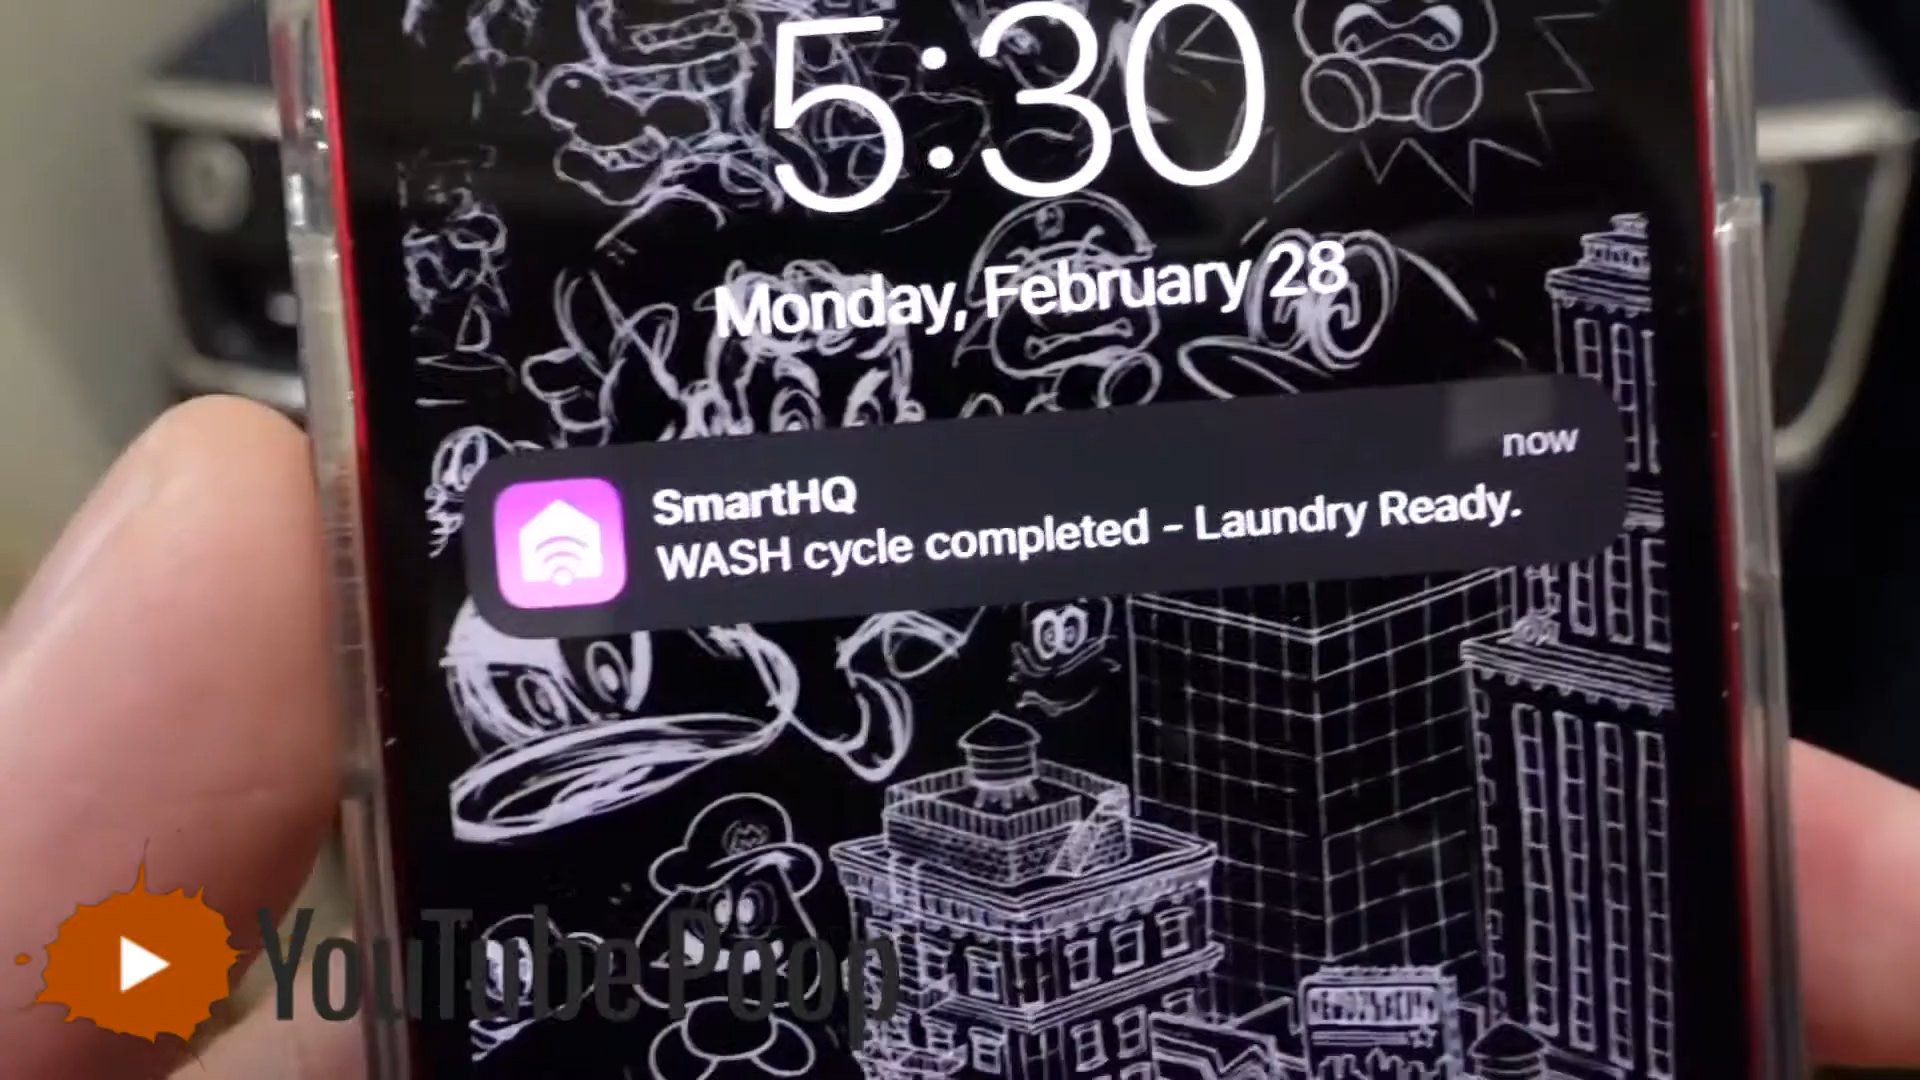 5:30
Monday, February 28
now
SmartHQ
WASH cycle completed – Laundry Ready.
YouTube Poop